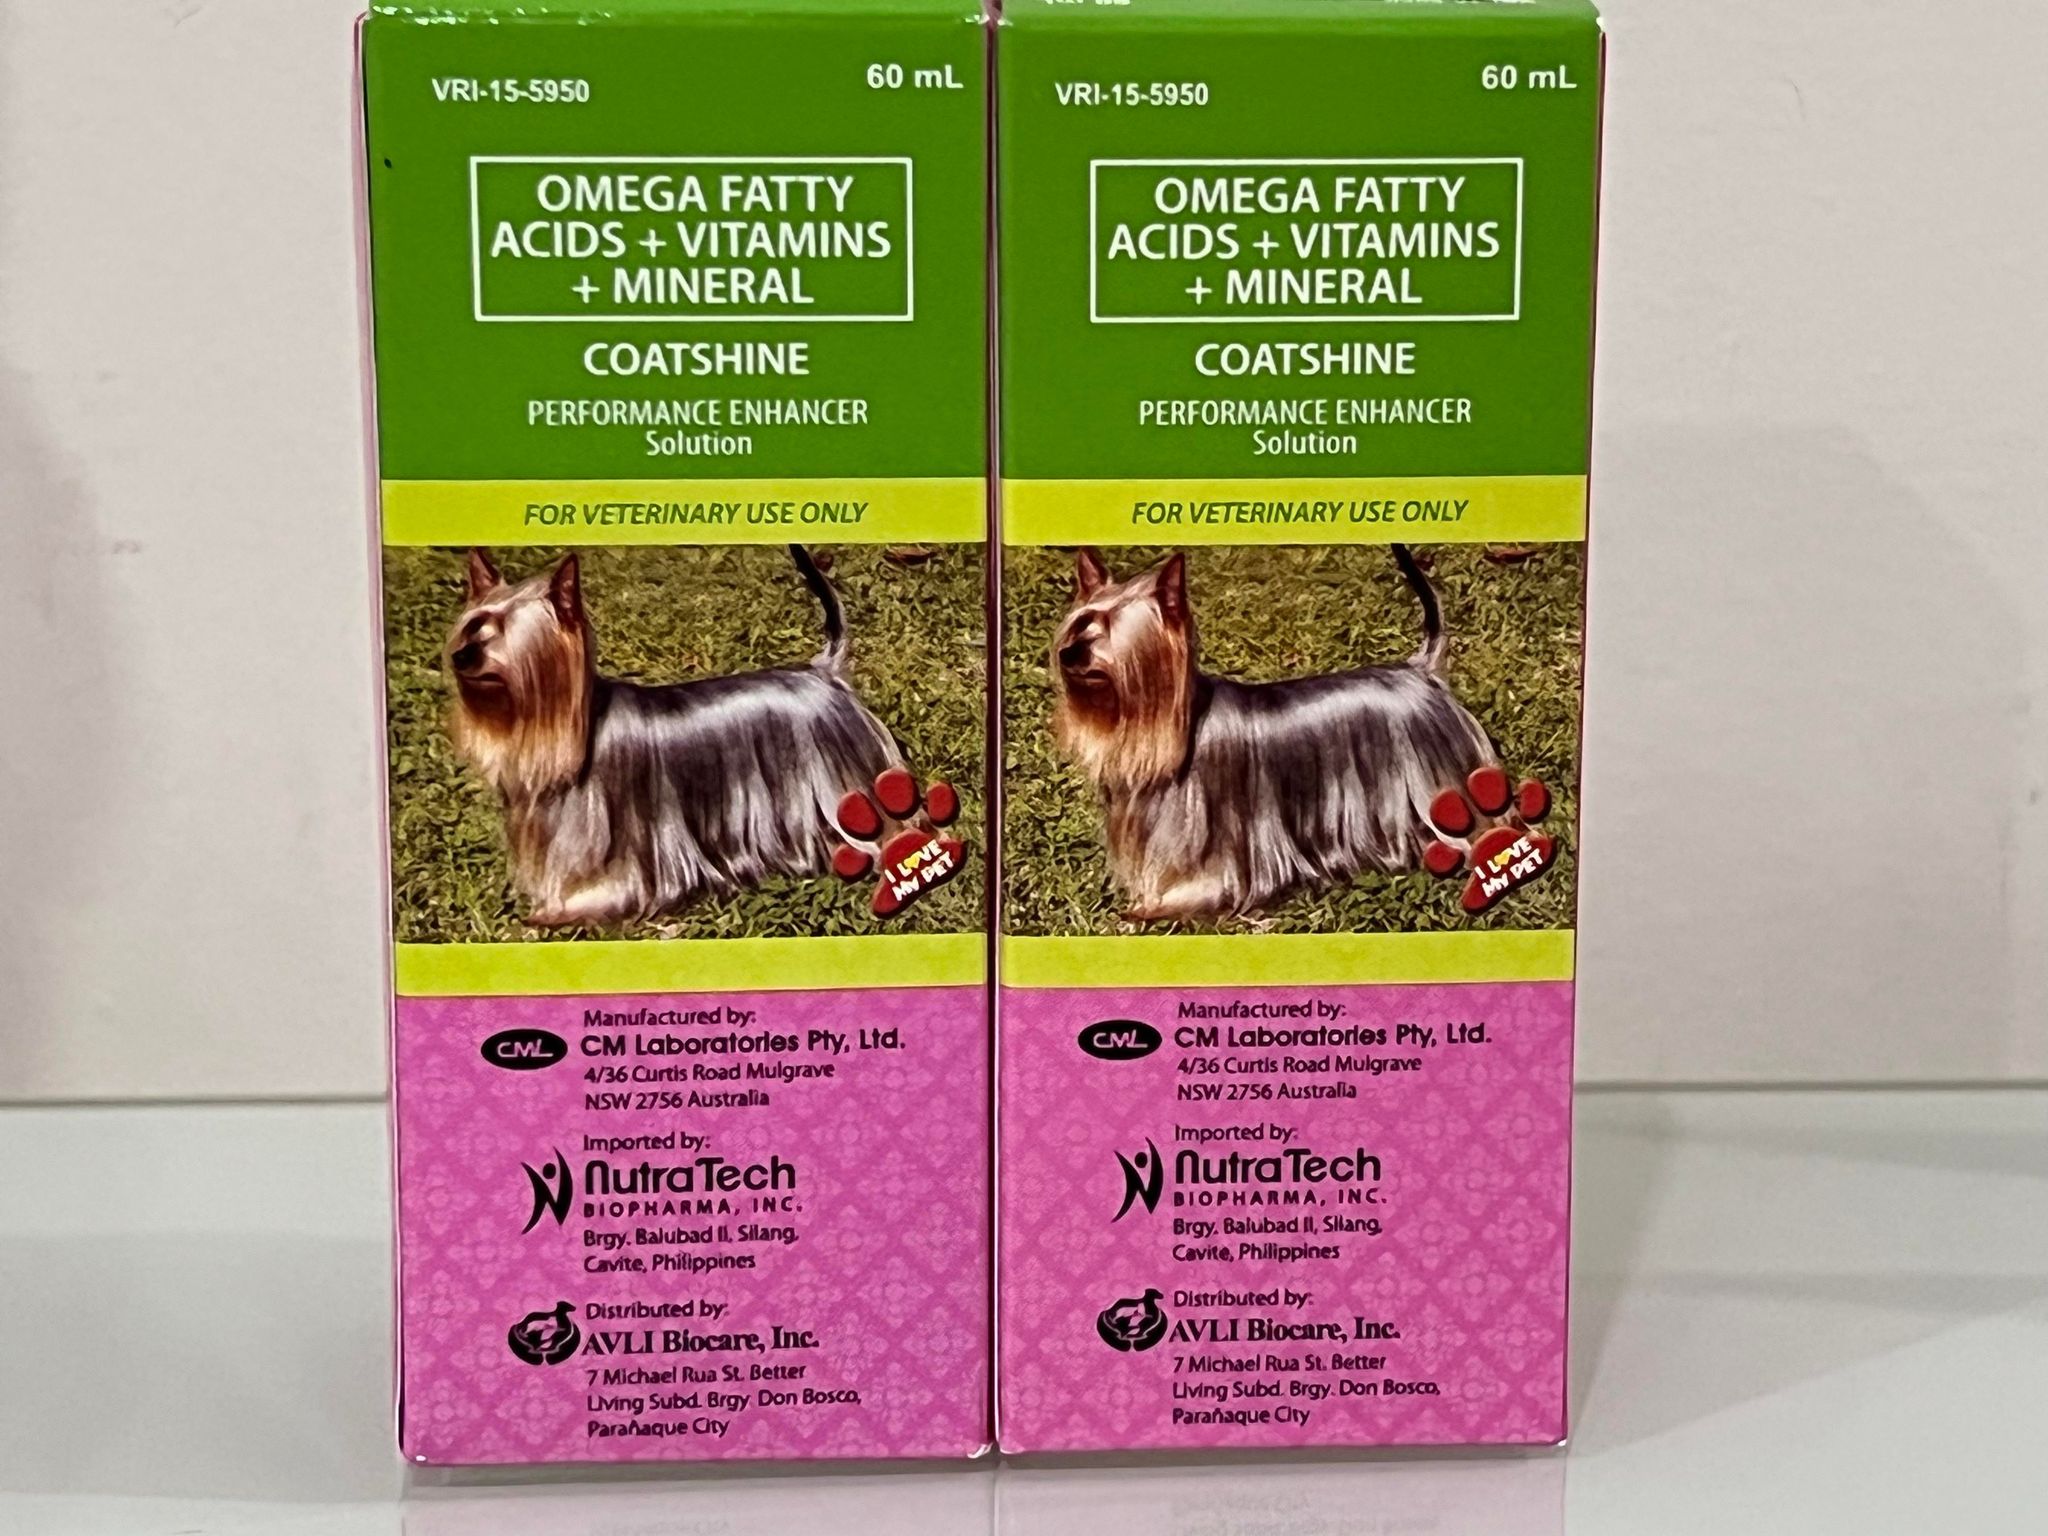 VRI-15-5950
60 mL
OMEGA FATTY
ACIDS + VITAMINS
+ MINERAL
COATSHINE
PERFORMANCE ENHANCER
Solution
FOR VETERINARY USE ONLY
I LOVE
MY PET
Manufactured by:
CML
CM Laboratories Pty, Ltd.
4/36 Curtis Road Mulgrave
NSW 2756 Australia
Imported by:
NutraTech
BIOPHARMA, INC.
Brgy. Balubad II, Silang,
Cavite, Philippines
Distributed by:
AVLI Biocare, Inc.
7 Michael Rua St. Better
Living Subd. Brgy. Don Bosco,
Parañaque City
VRI-15-5950
60 mL
OMEGA FATTY
ACIDS + VITAMINS
+ MINERAL
COATSHINE
PERFORMANCE ENHANCER
Solution
FOR VETERINARY USE ONLY
I LOVE
MY PET
Manufactured by:
CML
CM Laboratories Pty, Ltd.
4/36 Curtis Road Mulgrave
NSW 2756 Australia
Imported by:
NutraTech
BIOPHARMA, INC.
Brgy. Balubad II, Silang,
Cavite, Philippines
Distributed by:
AVLI Biocare, Inc.
7 Michael Rua St. Better
Living Subd. Brgy. Don Bosco,
Parañaque City